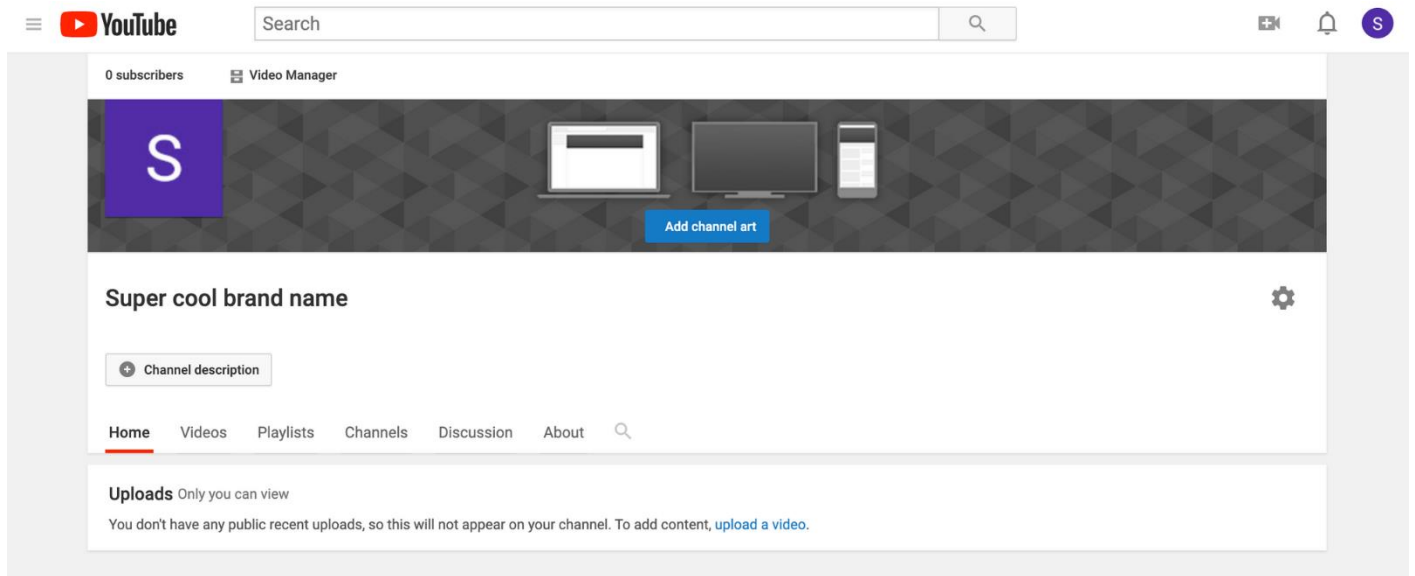 YouTube Search S
0 subscribers Video Manager
S
Add channel art
Super cool brand name
Channel description
Home Videos Playlists Channels Discussion About
Uploads Only you can view
You don't have any public recent uploads, so this will not appear on your channel. To add content, upload a video.